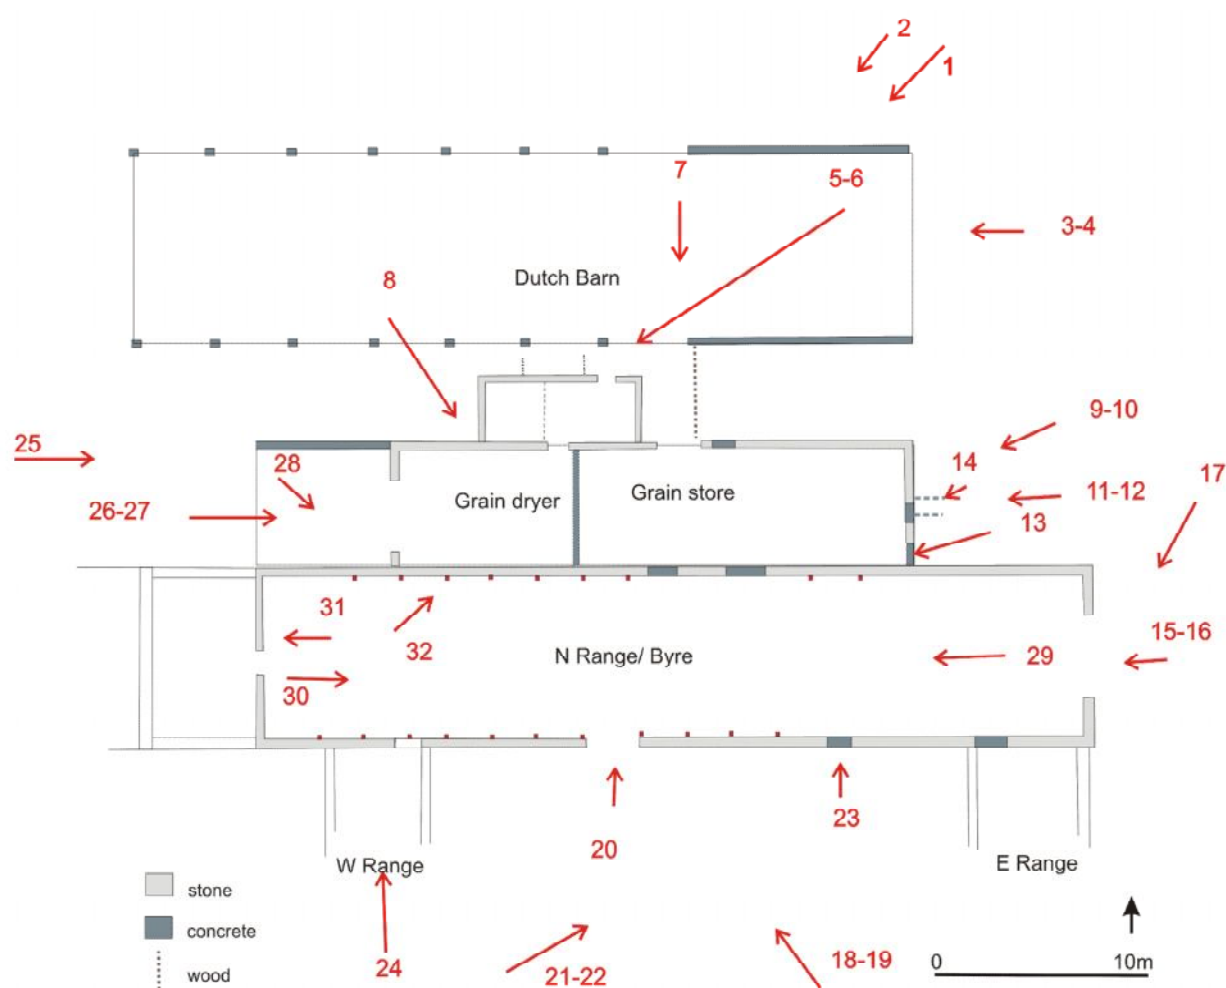 2
1
7
5-6
3-4
8
Dutch Barn
9-10
25
28
14
17
Grain dryer
Grain store
11-12
26-27
13
31
15-16
32
N Range/ Byre
29
30
23
20
W Range
E Range
stone
concrete
wood
24
21-22
18-19
0
10m